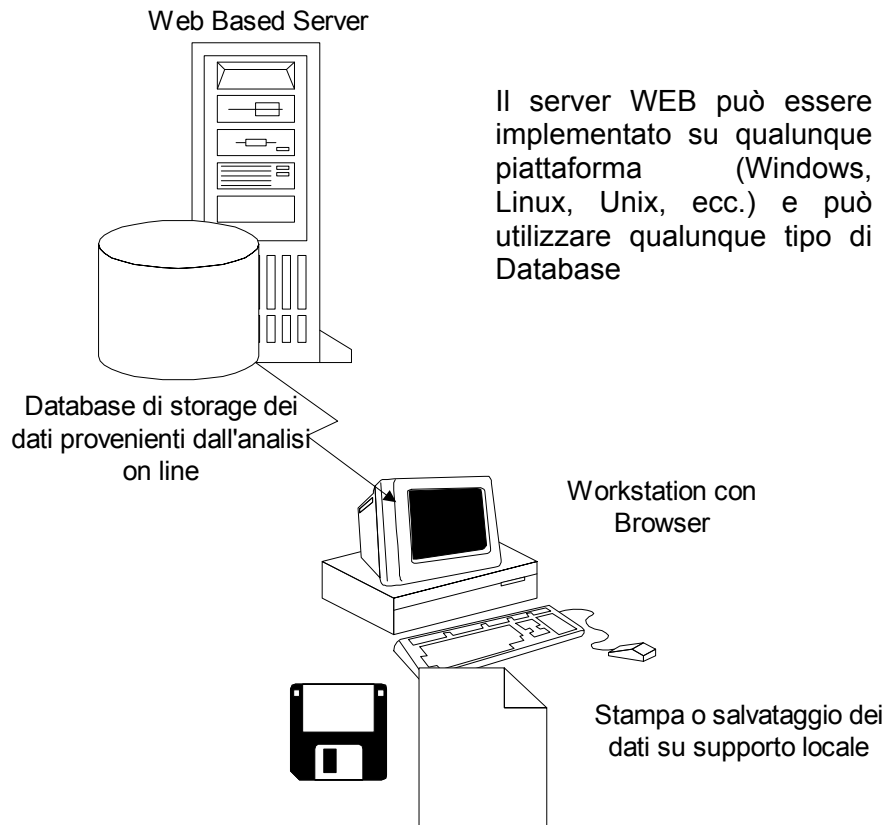 Web Based Server
Il server WEB può essere
implementato su qualunque
piattaforma (Windows,
Linux, Unix, ecc.) e può
utilizzare qualunque tipo di
Database
Database di storage dei
dati provenienti dall'analisi
on line
Workstation con
Browser
Stampa o salvataggio dei
dati su supporto locale